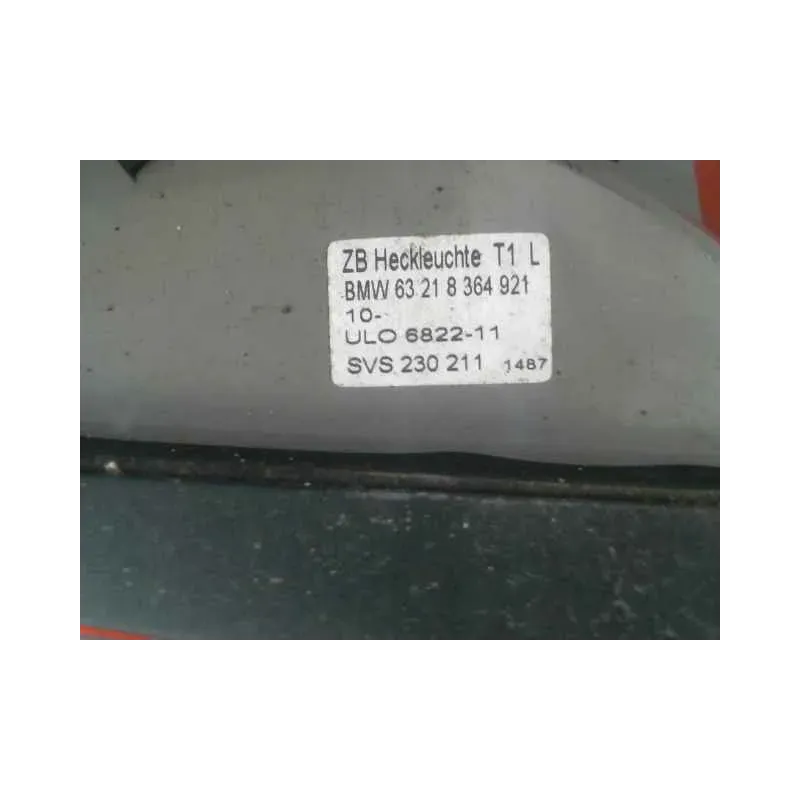 ZB Heckleuchte T1 L
BMW 63 21 8 364 921
10-
ULO 6822-11
SVS 230 211 1487